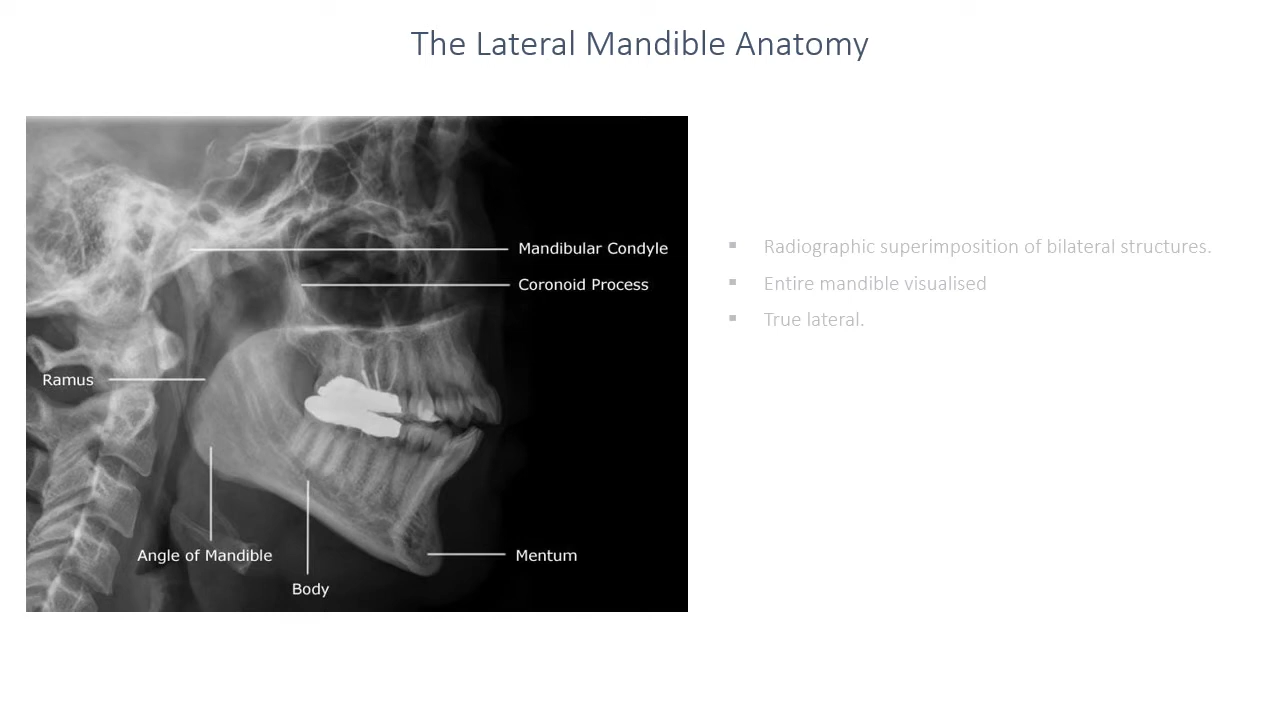 The Lateral Mandible Anatomy
Mandibular Condyle
Coronoid Process
Ramus
Angle of Mandible
Body
Mentum
▪ Radiographic superimposition of bilateral structures.
▪ Entire mandible visualised
▪ True lateral.